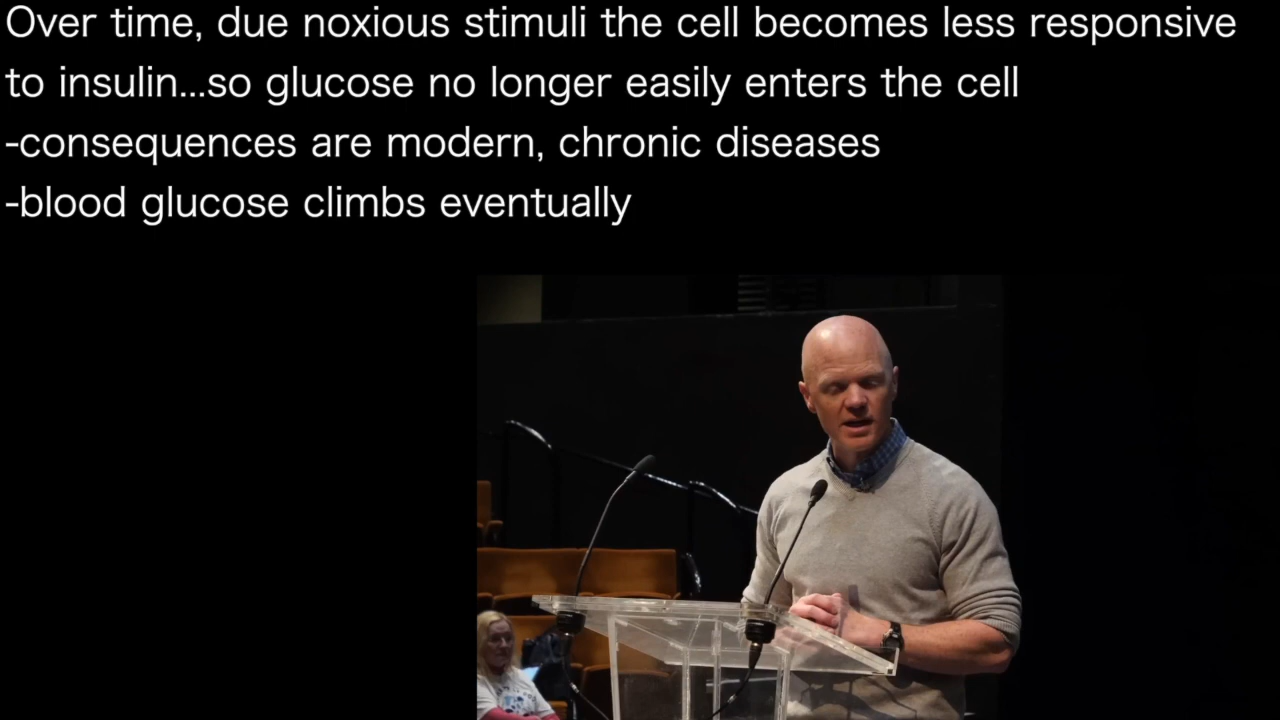 Over time, due noxious stimuli the cell becomes less responsive
to insulin...so glucose no longer easily enters the cell
-consequences are modern, chronic diseases
-blood glucose climbs eventually